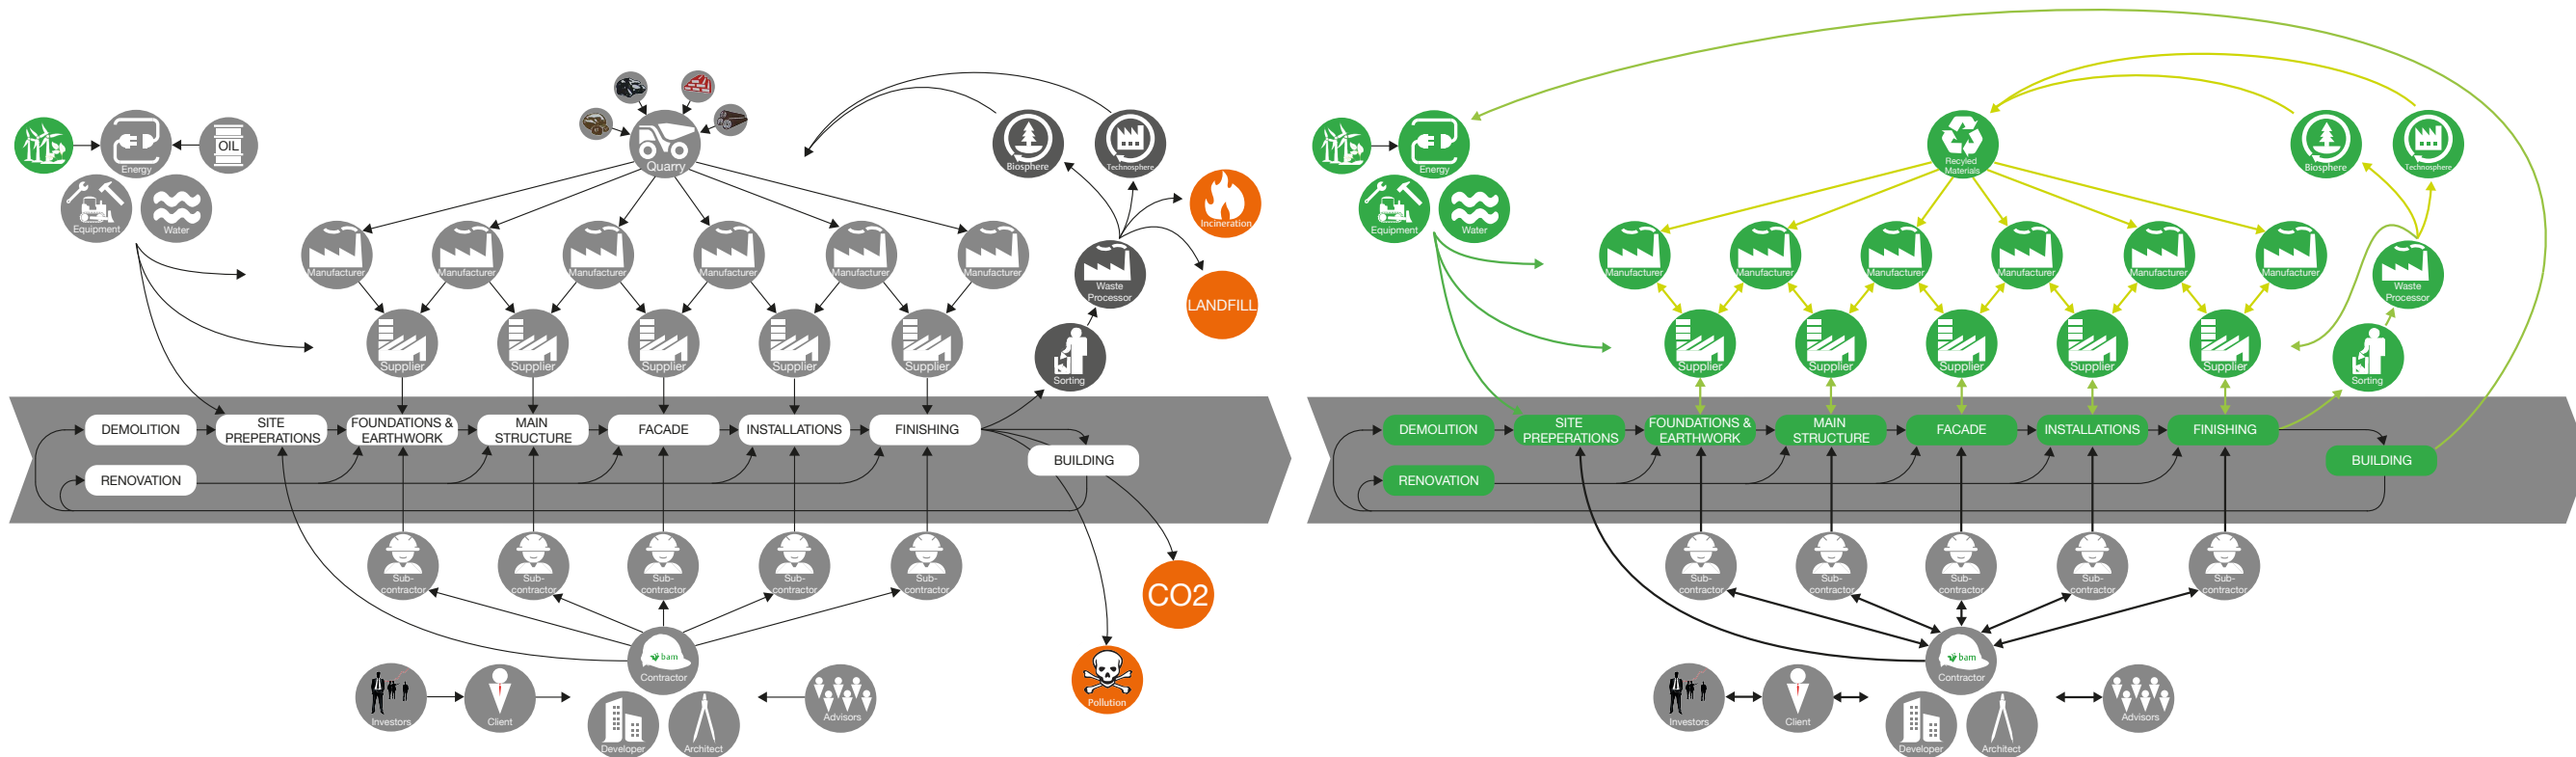 OIL
Energy
Equipment
Water
Quarry
Biosphere
Technosphere
Incineration
LANDFILL
Manufacturer
Manufacturer
Manufacturer
Manufacturer
Manufacturer
Manufacturer
Waste
Processor
Supplier
Supplier
Supplier
Supplier
Supplier
Sorting
DEMOLITION
SITE
PREPERATIONS
FOUNDATIONS &
EARTHWORK
MAIN
STRUCTURE
FACADE
INSTALLATIONS
FINISHING
BUILDING
RENOVATION
Sub-
contractor
Sub-
contractor
Sub-
contractor
Sub-
contractor
Sub-
contractor
CO2
bam
Contractor
Pollution
Investors
Client
Developer
Architect
Advisors
Energy
Equipment
Water
Recyled
Materials
Biosphere
Technosphere
Manufacturer
Manufacturer
Manufacturer
Manufacturer
Manufacturer
Manufacturer
Waste
Processor
Supplier
Supplier
Supplier
Supplier
Supplier
Sorting
DEMOLITION
SITE
PREPERATIONS
FOUNDATIONS &
EARTHWORK
MAIN
STRUCTURE
FACADE
INSTALLATIONS
FINISHING
BUILDING
RENOVATION
Sub-
contractor
Sub-
contractor
Sub-
contractor
Sub-
contractor
Sub-
contractor
bam
Contractor
Investors
Client
Developer
Architect
Advisors